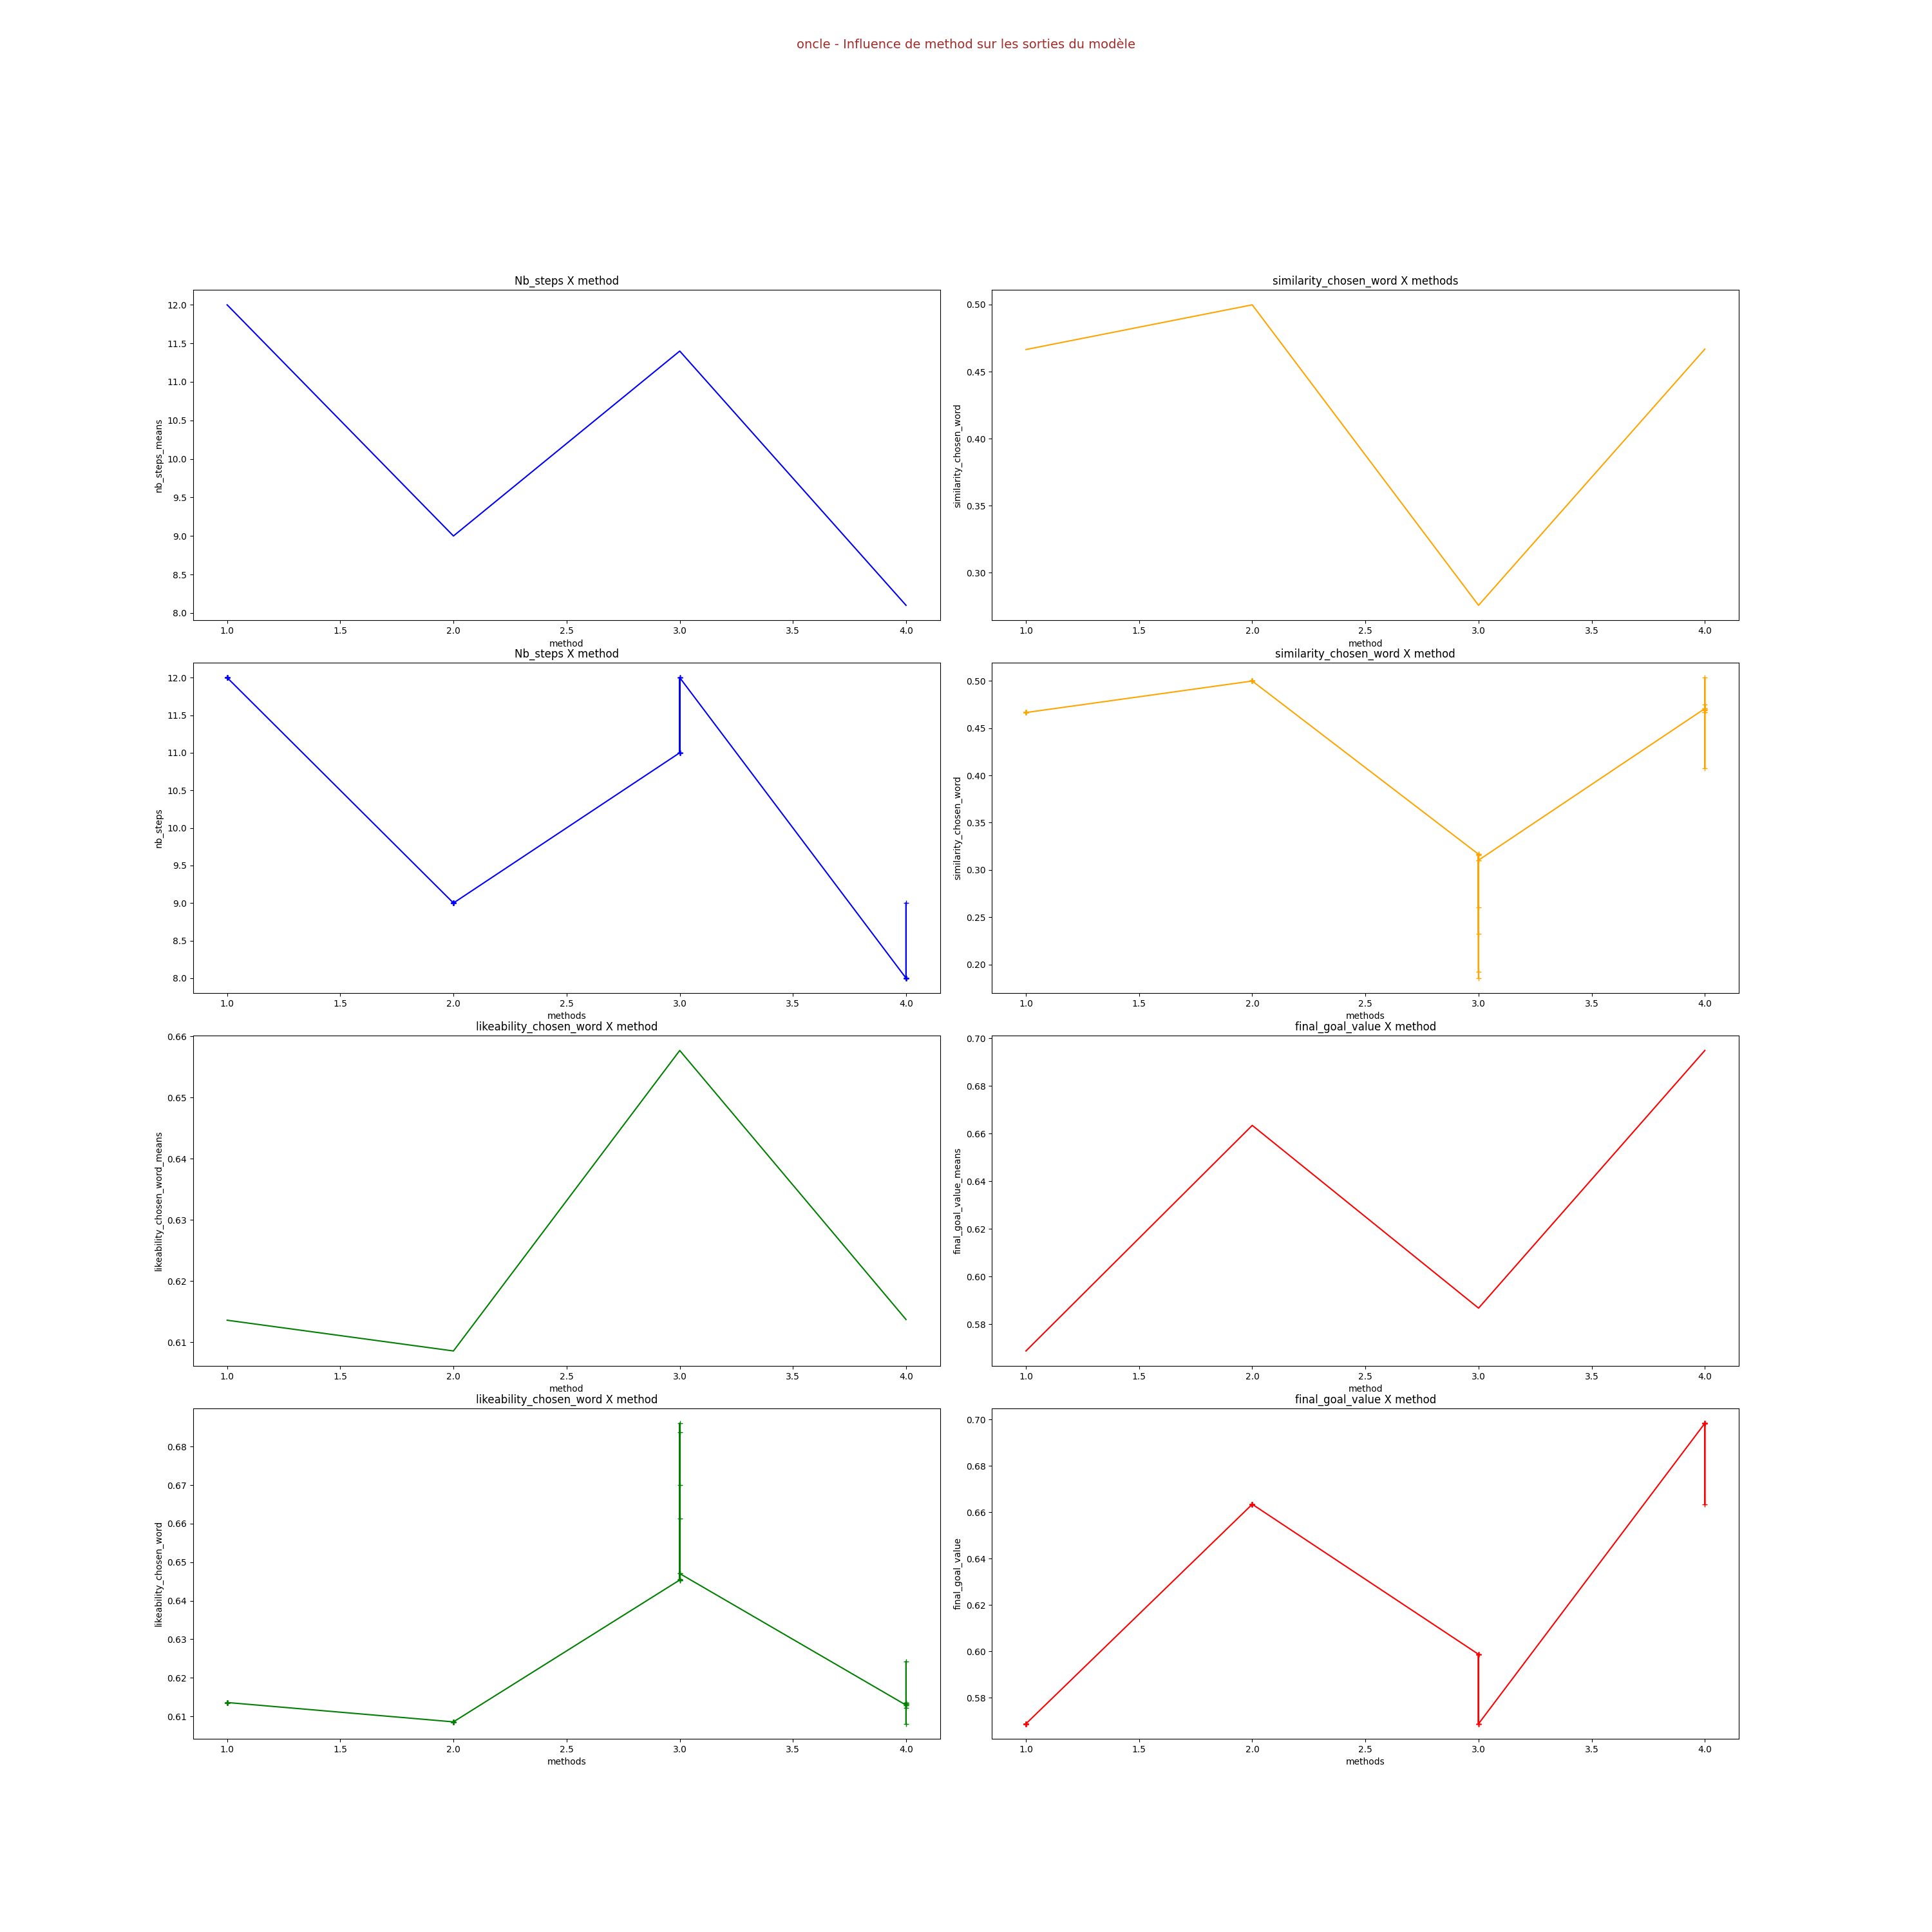 oncle - Influence de method sur les sorties du modèle
Nb_steps X method
nb_steps_means
12.0
11.5
11.0
10.5
10.0
9.5
9.0
8.5
8.0
1.0 1.5 2.0 2.5 3.0 3.5 4.0
method
similarity_chosen_word X methods
similarity_chosen_word
0.50
0.45
0.40
0.35
0.30
1.0 1.5 2.0 2.5 3.0 3.5 4.0
method
Nb_steps X method
nb_steps
12.0
11.5
11.0
10.5
10.0
9.5
9.0
8.5
8.0
1.0 1.5 2.0 2.5 3.0 3.5 4.0
methods
similarity_chosen_word X method
similarity_chosen_word
0.50
0.45
0.40
0.35
0.30
0.25
0.20
1.0 1.5 2.0 2.5 3.0 3.5 4.0
methods
likeability_chosen_word X method
likeability_chosen_word_means
0.66
0.65
0.64
0.63
0.62
0.61
1.0 1.5 2.0 2.5 3.0 3.5 4.0
method
final_goal_value X method
final_goal_value_means
0.70
0.68
0.66
0.64
0.62
0.60
0.58
1.0 1.5 2.0 2.5 3.0 3.5 4.0
method
likeability_chosen_word X method
likeability_chosen_word
0.68
0.67
0.66
0.65
0.64
0.63
0.62
0.61
1.0 1.5 2.0 2.5 3.0 3.5 4.0
methods
final_goal_value X method
final_goal_value
0.70
0.68
0.66
0.64
0.62
0.60
0.58
1.0 1.5 2.0 2.5 3.0 3.5 4.0
methods